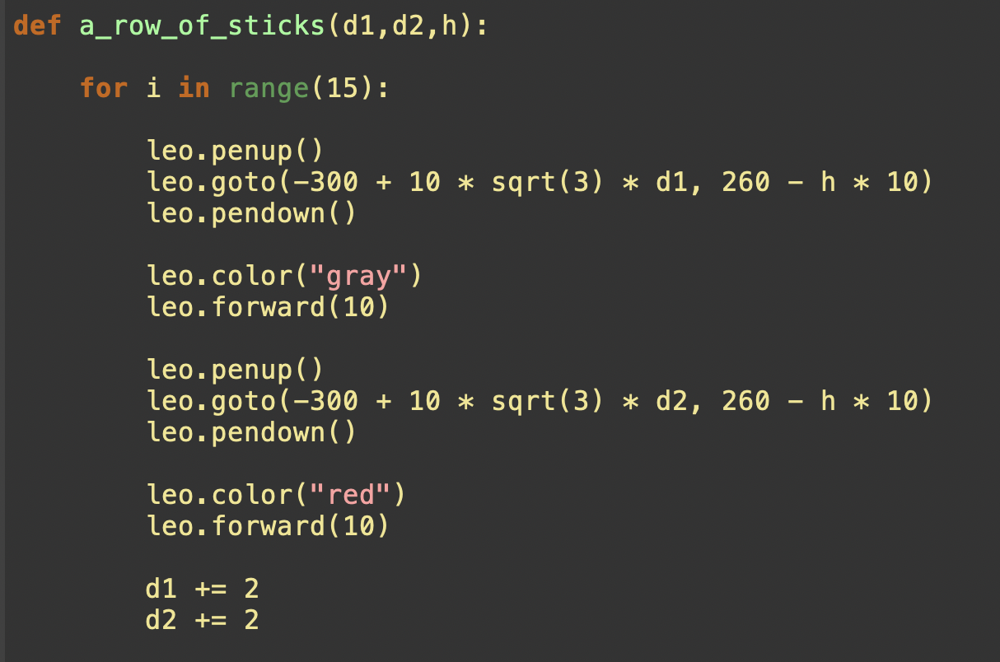 def a_row_of_sticks(d1,d2,h):
for i in range(15):
leo.penup()
leo.goto(-300 + 10 * sqrt(3) * d1, 260 - h * 10)
leo.pendown()
leo.color("gray")
leo.forward(10)
leo.penup()
leo.goto(-300 + 10 * sqrt(3) * d2, 260 - h * 10)
leo.pendown()
leo.color("red")
leo.forward(10)
d1 += 2
d2 += 2